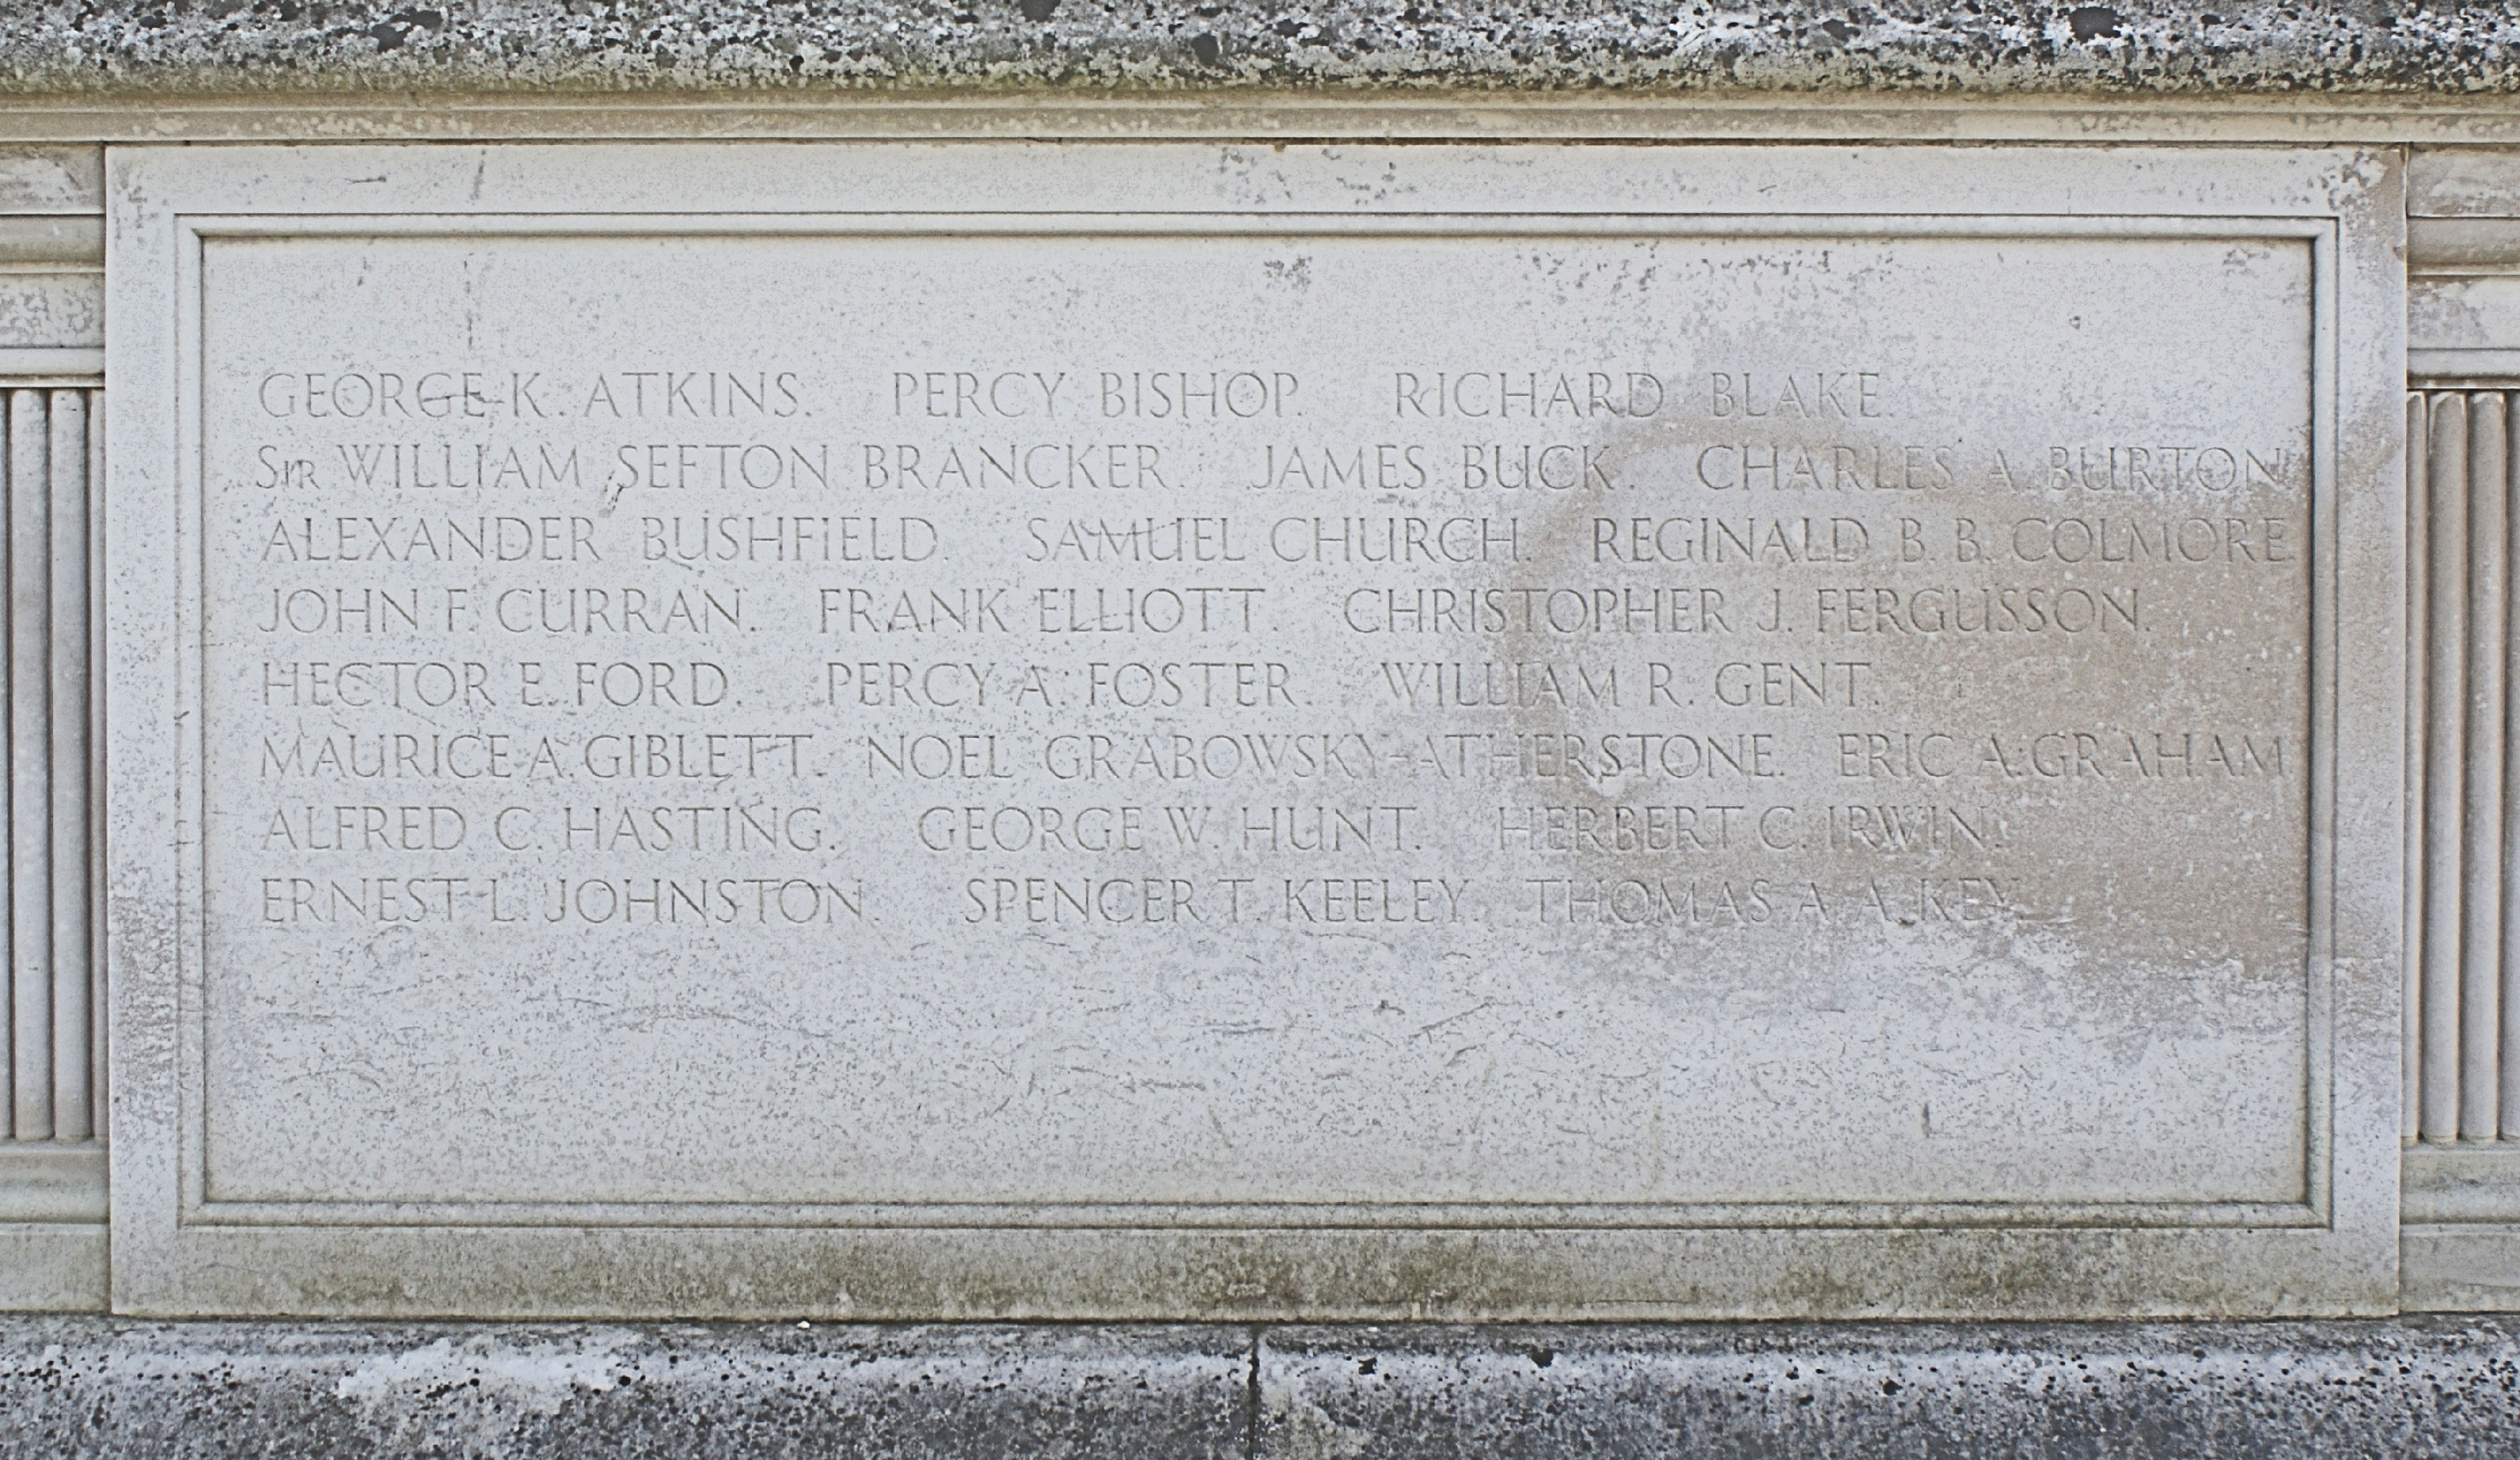 GEORGE K. ATKINS. PERCY BISHOP. RICHARD BLAKE.
SIR WILLIAM SEFTON BRANCKER. JAMES BUCK. CHARLES A. BURTON.
ALEXANDER BUSHFIELD. SAMUEL CHURCH. REGINALD B. B. COLMORE.
JOHN F. CURRAN. FRANK ELLIOTT. CHRISTOPHER J. FERGUSSON.
HECTOR E. FORD. PERCY A. FOSTER. WILLIAM R. GENT.
MAURICE A. GIBLETT. NOEL GRABOWSKY-ATHERSTONE. ERIC A. GRAHAM.
ALFRED C. HASTING. GEORGE W. HUNT. HERBERT C. IRWIN.
ERNEST L. JOHNSTON. SPENCER T. KEELEY. THOMAS A. A. KEY.